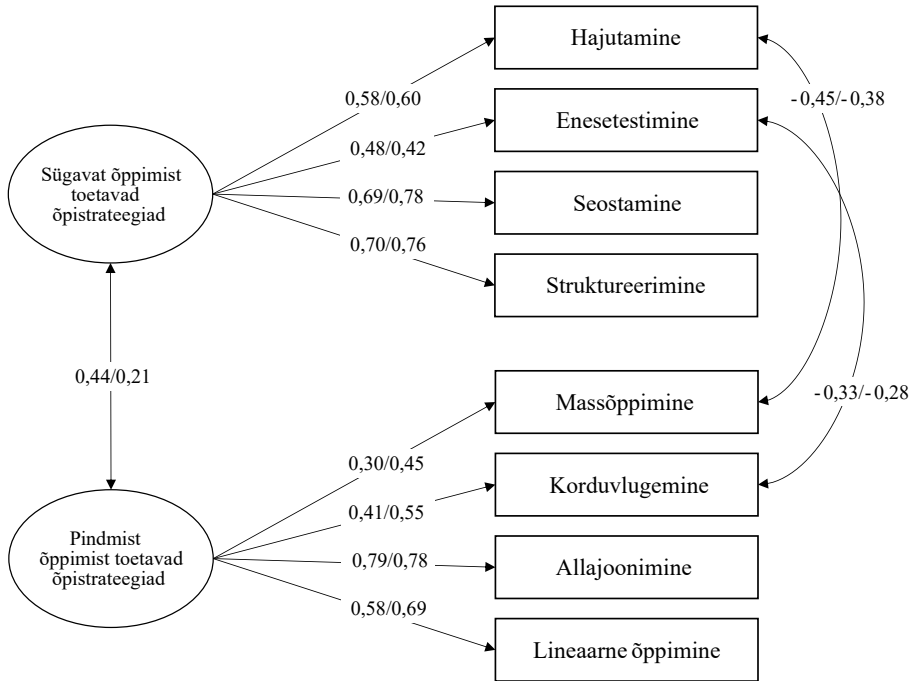 Hajutamine
0,58/0,60
-0,45/-0,38
Enesetestimine
0,48/0,42
Sügavat õppimist
toetavad
õpistrateegiad
0,69/0,78
Seostamine
0,70/0,76
Struktureerimine
0,44/0,21
Massõppimine
-0,33/-0,28
0,30/0,45
Korduvlugemine
0,41/0,55
Pindmist
õppimist toetavad
õpistrateegiad
0,79/0,78
Allajoonimine
0,58/0,69
Lineaarne õppimine